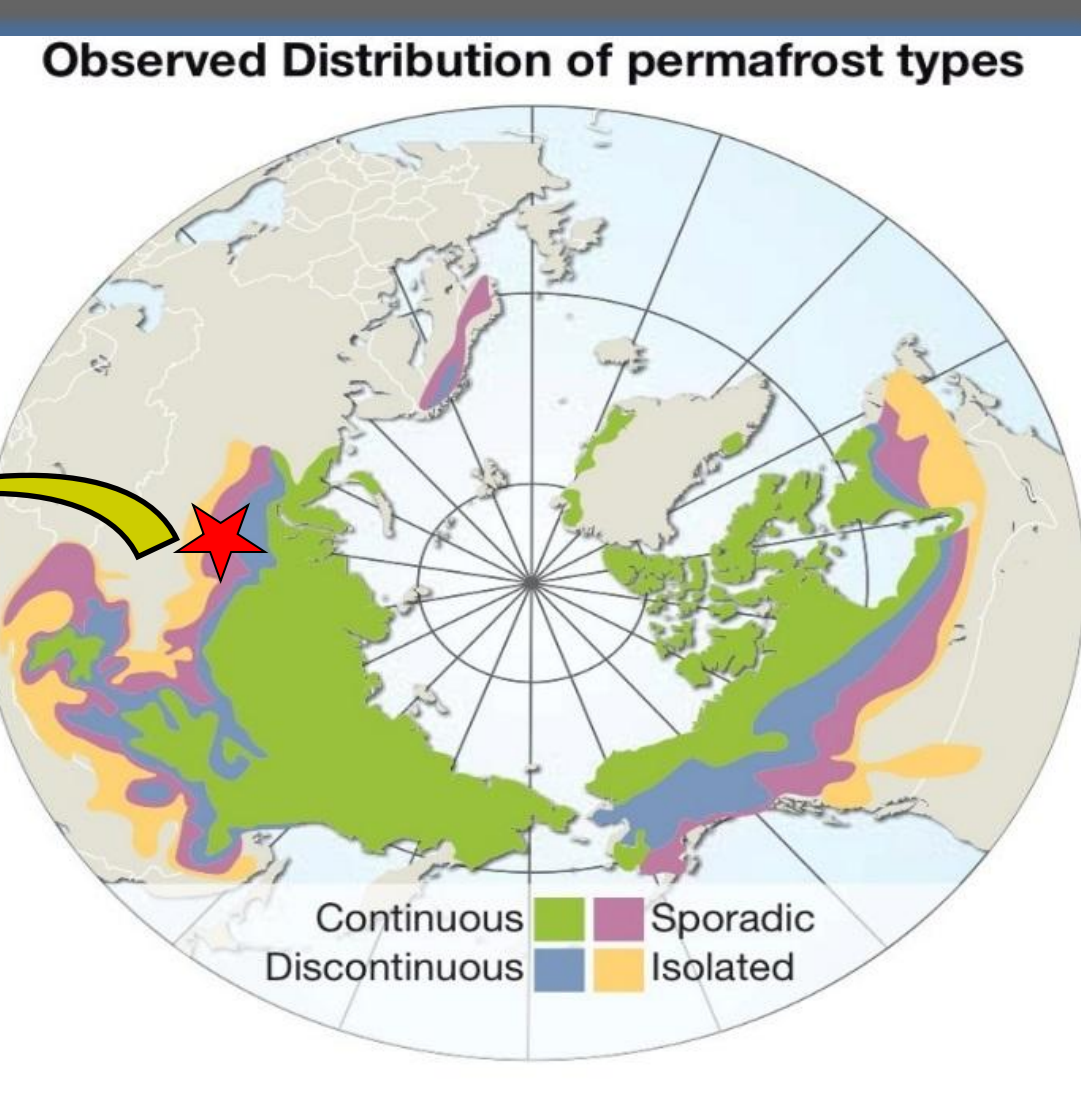 Observed Distribution of permafrost types
Continuous Sporadic
Discontinuous Isolated